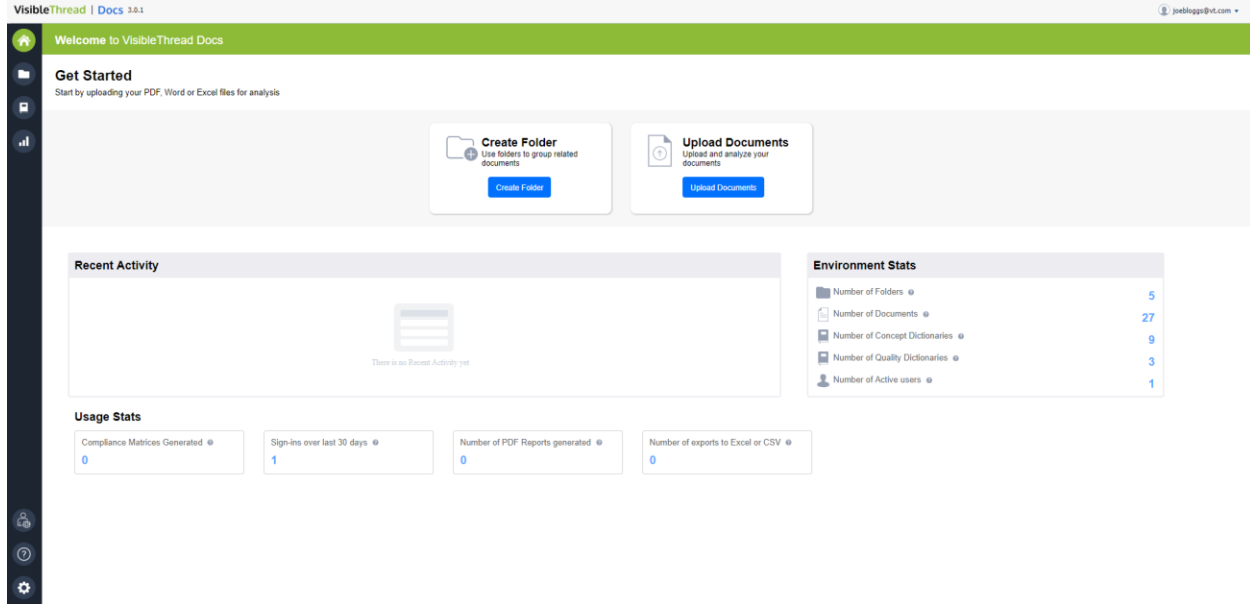 VisibleThread | Docs 3.0.1
joebloggs@vt.com
Welcome to VisibleThread Docs
Get Started
Start by uploading your PDF, Word or Excel files for analysis
Create Folder
Use folders to group related
documents
Create Folder
Upload Documents
Upload and analyze your
documents
Upload Documents
Recent Activity
There is no Recent Activity yet
Environment Stats
Number of Folders
5
Number of Documents
27
Number of Concept Dictionaries
9
Number of Quality Dictionaries
3
Number of Active users
1
Usage Stats
Compliance Matrices Generated
0
Sign-ins over last 30 days
1
Number of PDF Reports generated
0
Number of exports to Excel or CSV
0